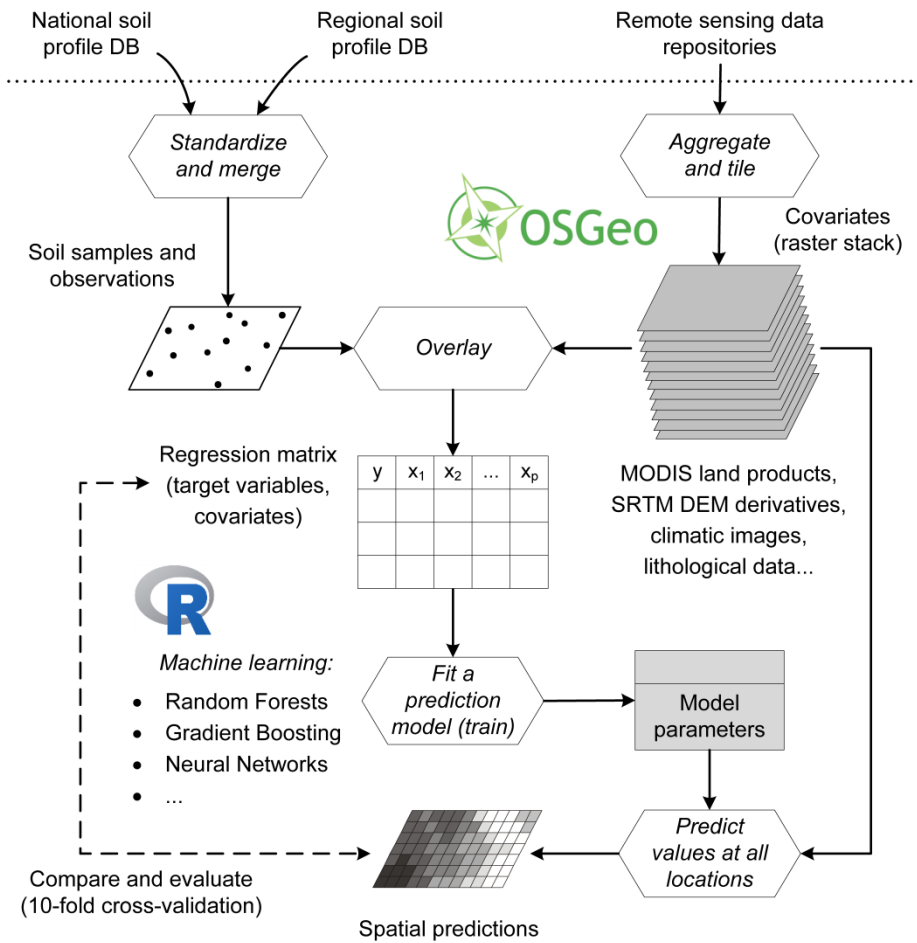 National soil
profile DB
Regional soil
profile DB
Remote sensing data
repositories
Standardize
and merge
Aggregate
and tile
OSGeo
Covariates
(raster stack)
Soil samples and
observations
Overlay
Regression matrix
(target variables,
covariates)
y x1 x2 ... xp
MODIS land products,
SRTM DEM derivatives,
climatic images,
lithological data...
R
Machine learning:
• Random Forests
• Gradient Boosting
• Neural Networks
• ...
Fit a
prediction
model (train)
Model
parameters
Predict
values at all
locations
Compare and evaluate
(10-fold cross-validation)
Spatial predictions